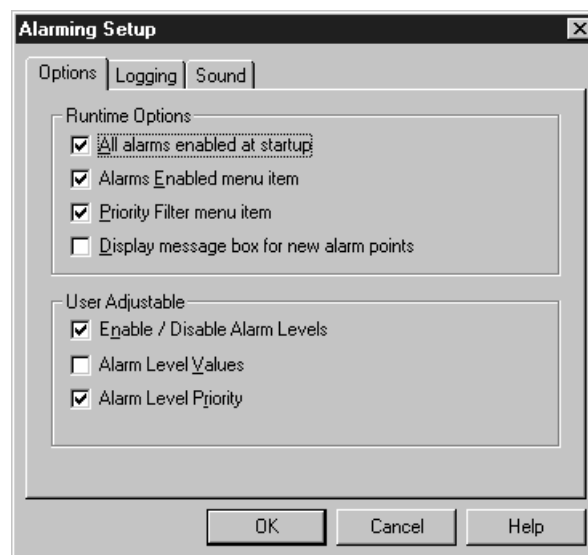 Alarming Setup
Options Logging Sound
Runtime Options
All alarms enabled at startup
Alarms Enabled menu item
Priority Filter menu item
Display message box for new alarm points
User Adjustable
Enable / Disable Alarm Levels
Alarm Level Values
Alarm Level Priority
OK Cancel Help